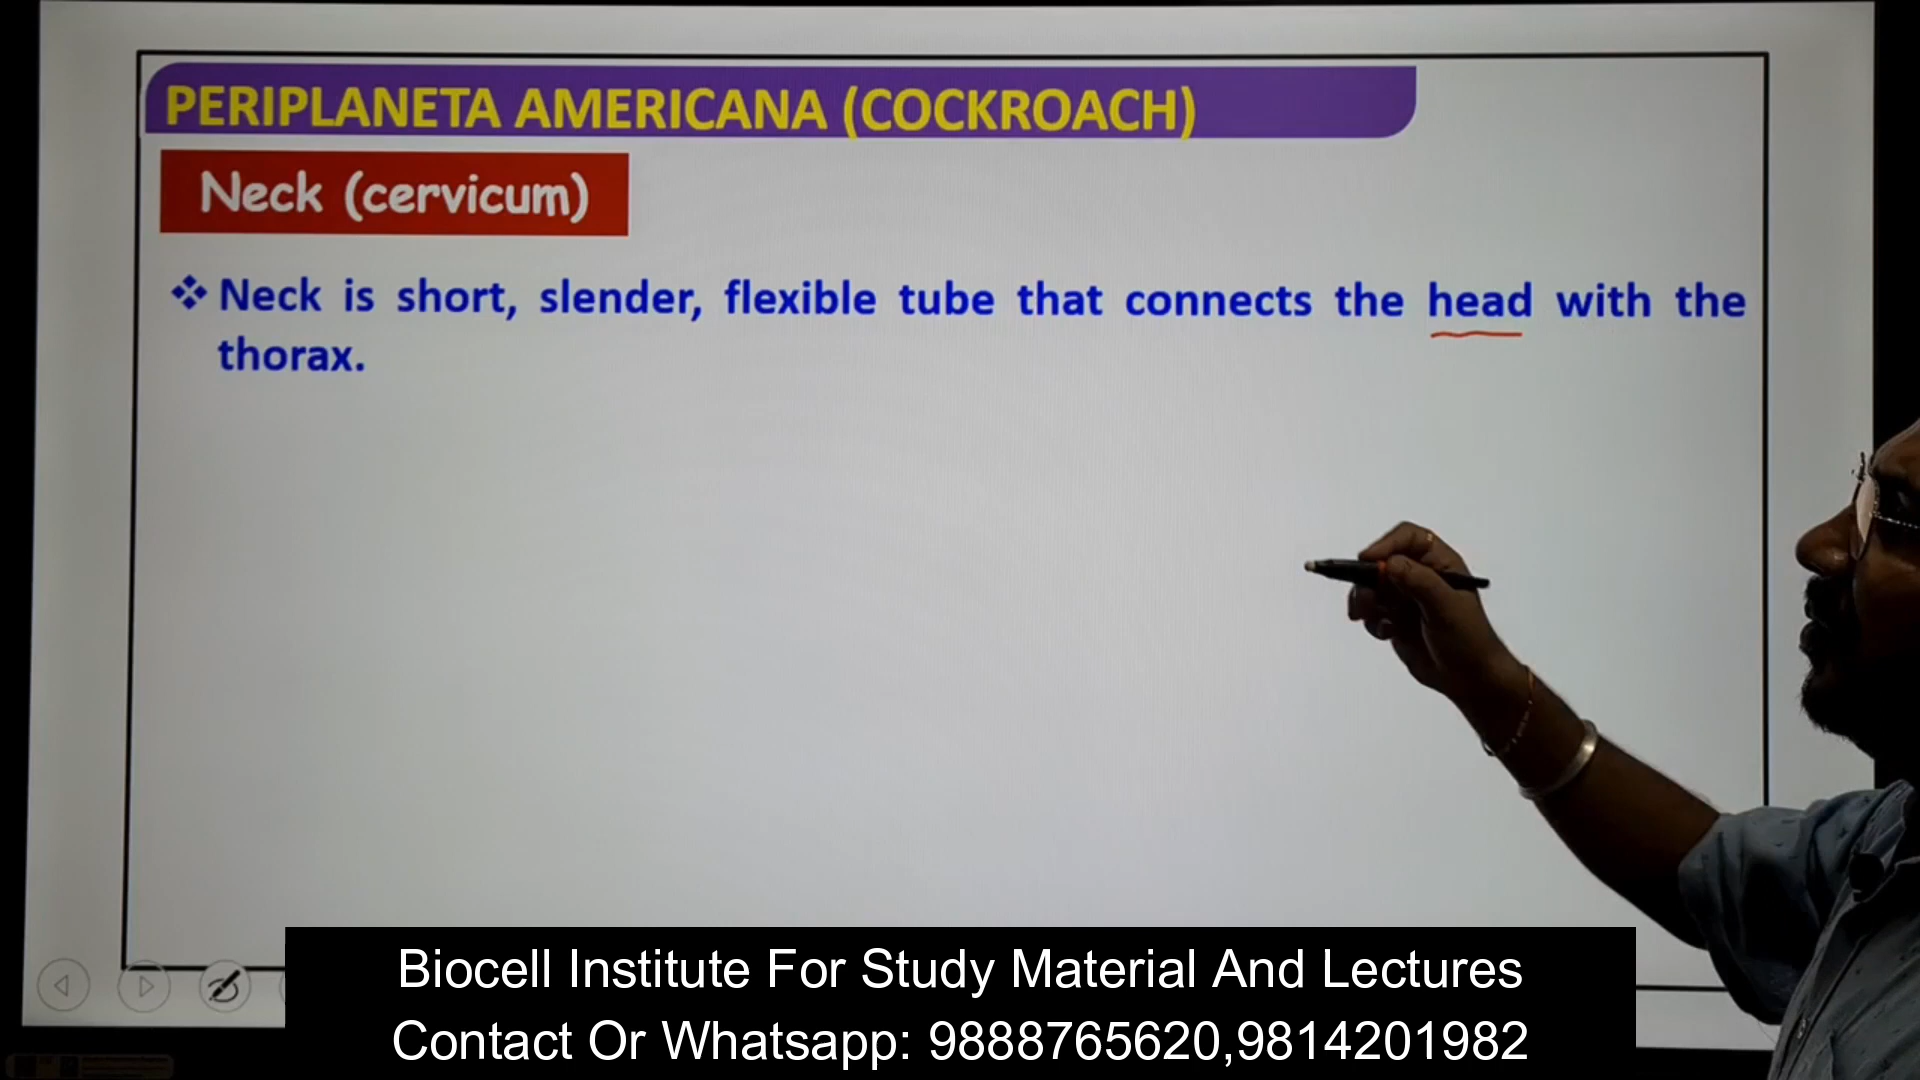 PERIPLANETA AMERICANA (COCKROACH)
Neck (cervicum)
❖ Neck is short, slender, flexible tube that connects the head with the
thorax.
Biocell Institute For Study Material And Lectures
Contact Or Whatsapp: 9888765620,9814201982